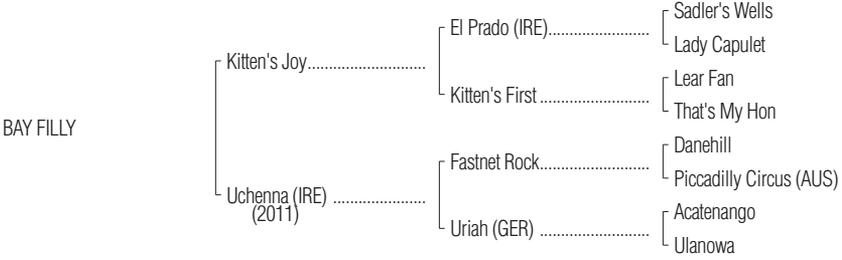 Sadler's Wells
El Prado (IRE)........................
Lady Capulet
Kitten's Joy............................
Lear Fan
Kitten's First ..........................
That's My Hon
BAY FILLY
Danehill
Fastnet Rock..........................
Piccadilly Circus (AUS)
Uchenna (IRE) ......................
(2011)
Acatenango
Uriah (GER) ..........................
Ulanowa